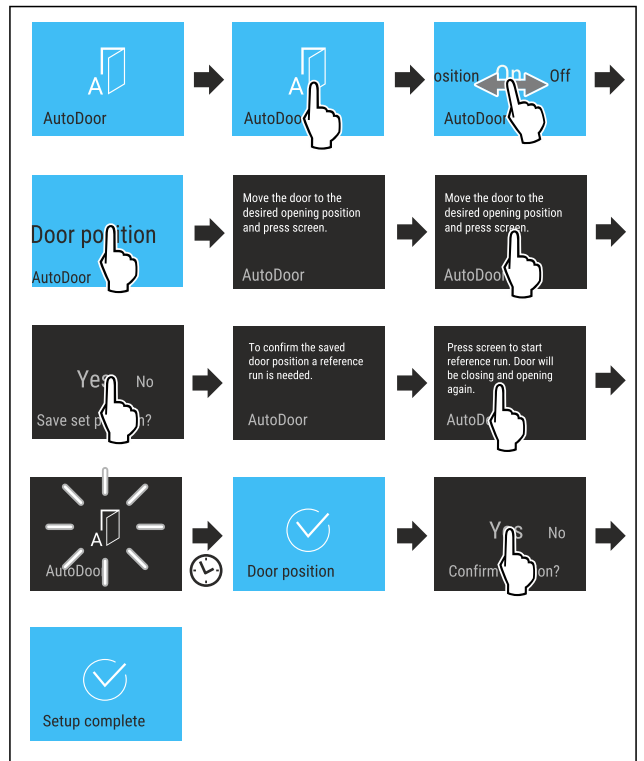 A
AutoDoor
A
AutoDoo
osition On Off
AutoDoor
Door po ition
AutoDoor
Move the door to the
desired opening position
and press screen.
AutoDoor
Move the door to the
desired opening position
and press screen.
AutoDoo
Yes No
Save set p n?
To confirm the saved
door position a reference
run is needed.
AutoDoor
Press screen to start
reference run. Door will
be closing and opening
again.
AutoD
A
AutoDoo
Door position
Yes No
Confirm on?
Setup complete